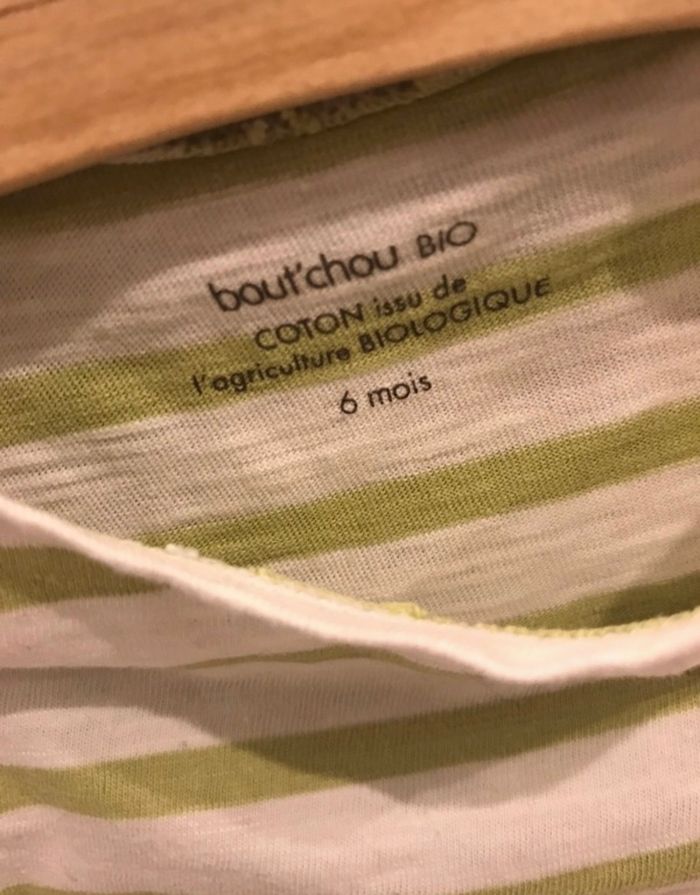 bout'chou BIO
COTON issu de
l'agriculture BIOLOGIQUE
6 mois